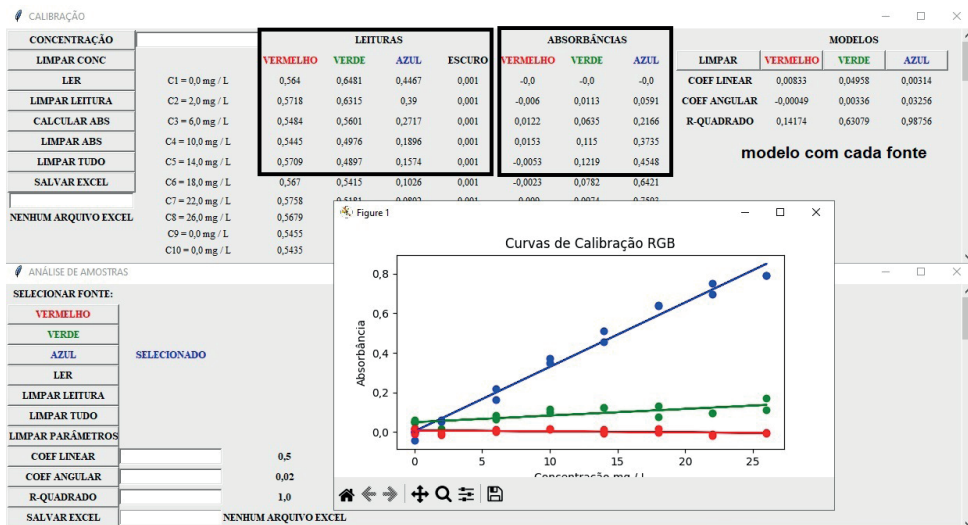 CALIBRAÇÃO
CONCENTRAÇÃO LEITURAS ABSORBÂNCIAS MODELOS
LIMPAR CONC VERMELHO VERDE AZUL ESCURO VERMELHO VERDE AZUL LIMPAR VERMELHO VERDE AZUL
LER C1 = 0,0 mg / L 0,564 0,6481 0,4467 0,001 -0,0 -0,0 -0,0 COEF LINEAR 0,00833 0,04958 0,00314
LIMPAR LEITURA C2 = 2,0 mg / L 0,5718 0,6315 0,39 0,001 -0,006 0,0113 0,0591 COEF ANGULAR -0,00049 0,00336 0,03256
CALCULAR ABS C3 = 6,0 mg / L 0,5484 0,5601 0,2717 0,001 0,0122 0,0635 0,2166 R-QUADRADO 0,14174 0,63079 0,98756
LIMPAR ABS C4 = 10,0 mg / L 0,5445 0,4976 0,1896 0,001 0,0153 0,115 0,3735
modelo com cada fonte
LIMPAR TUDO C5 = 14,0 mg / L 0,5709 0,4897 0,1574 0,001 -0,0053 0,1219 0,4548
SALVAR EXCEL C6 = 18,0 mg / L 0,567 0,5415 0,1026 0,001 -0,0023 0,0782 0,6421
C7 = 22,0 mg / L 0,5758
NENHUM ARQUIVO EXCEL C8 = 26,0 mg / L 0,5679
C9 = 0,0 mg / L 0,5455
C10 = 0,0 mg / L 0,5435
Figure 1
Curvas de Calibração RGB
Absorbância
0,8
0,6
0,4
0,2
0,0
0 5 10 15 20 25
Concentração mg / L
ANÁLISE DE AMOSTRAS
SELECIONAR FONTE:
VERMELHO
VERDE
AZUL SELECIONADO
LER
LIMPAR LEITURA
LIMPAR TUDO
LIMPAR PARÂMETROS
COEF LINEAR 0,5
COEF ANGULAR 0,02
R-QUADRADO 1,0
SALVAR EXCEL NENHUM ARQUIVO EXCEL